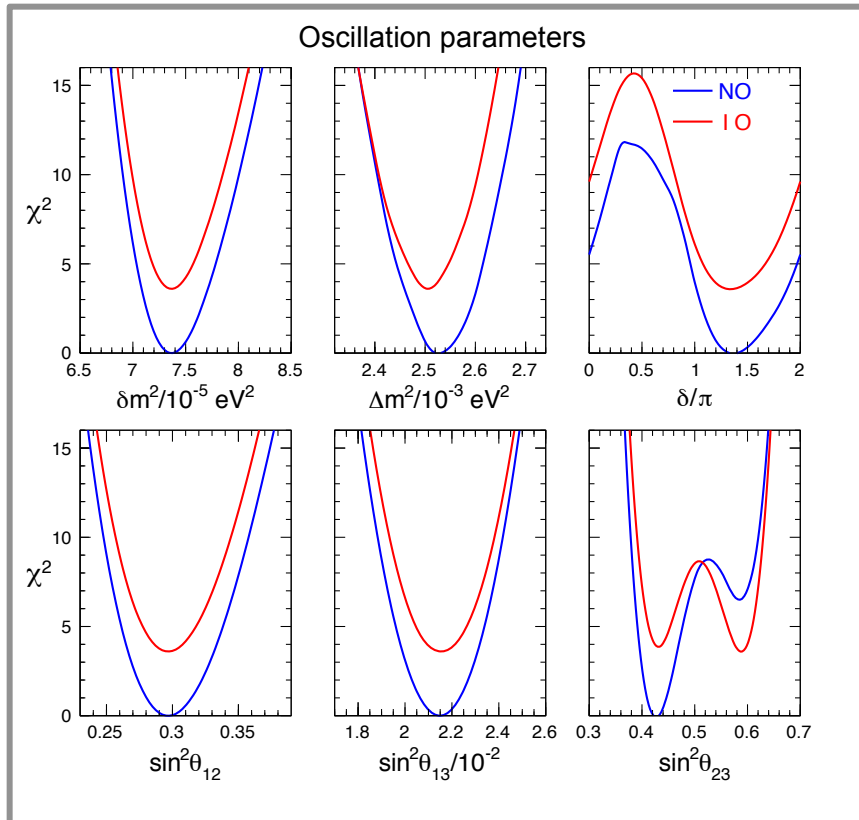 Oscillation parameters
χ²
15
10
5
0
6.5 7 7.5 8 8.5
δm²/10⁻⁵ eV²
2.4 2.5 2.6 2.7
Δm²/10⁻³ eV²
NO
I O
0 0.5 1 1.5 2
δ/π
χ²
15
10
5
0
0.25 0.3 0.35
sin²θ₁₂
1.8 2 2.2 2.4 2.6
sin²θ₁₃/10⁻²
0.3 0.4 0.5 0.6 0.7
sin²θ₂₃